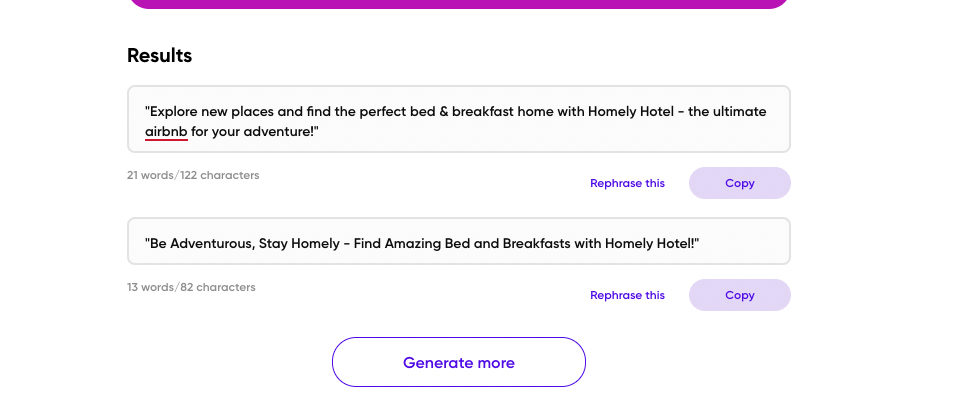 Results
"Explore new places and find the perfect bed & breakfast home with Homely Hotel - the ultimate
airbnb for your adventure!"
21 words/122 characters
Rephrase this
Copy
"Be Adventurous, Stay Homely - Find Amazing Bed and Breakfasts with Homely Hotel!"
13 words/82 characters
Rephrase this
Copy
Generate more